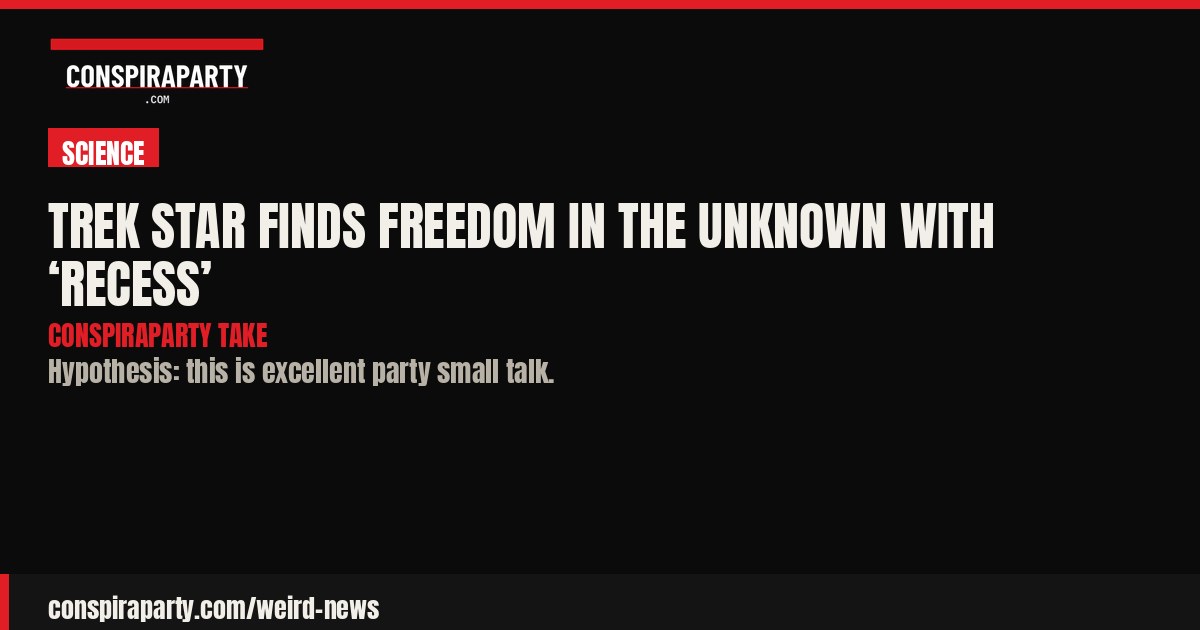 CONSPIRAPARTY
.COM
SCIENCE
TREK STAR FINDS FREEDOM IN THE UNKNOWN WITH
‘RECESS’
CONSPIRAPARTY TAKE
Hypothesis: this is excellent party small talk.
conspiraparty.com/weird-news